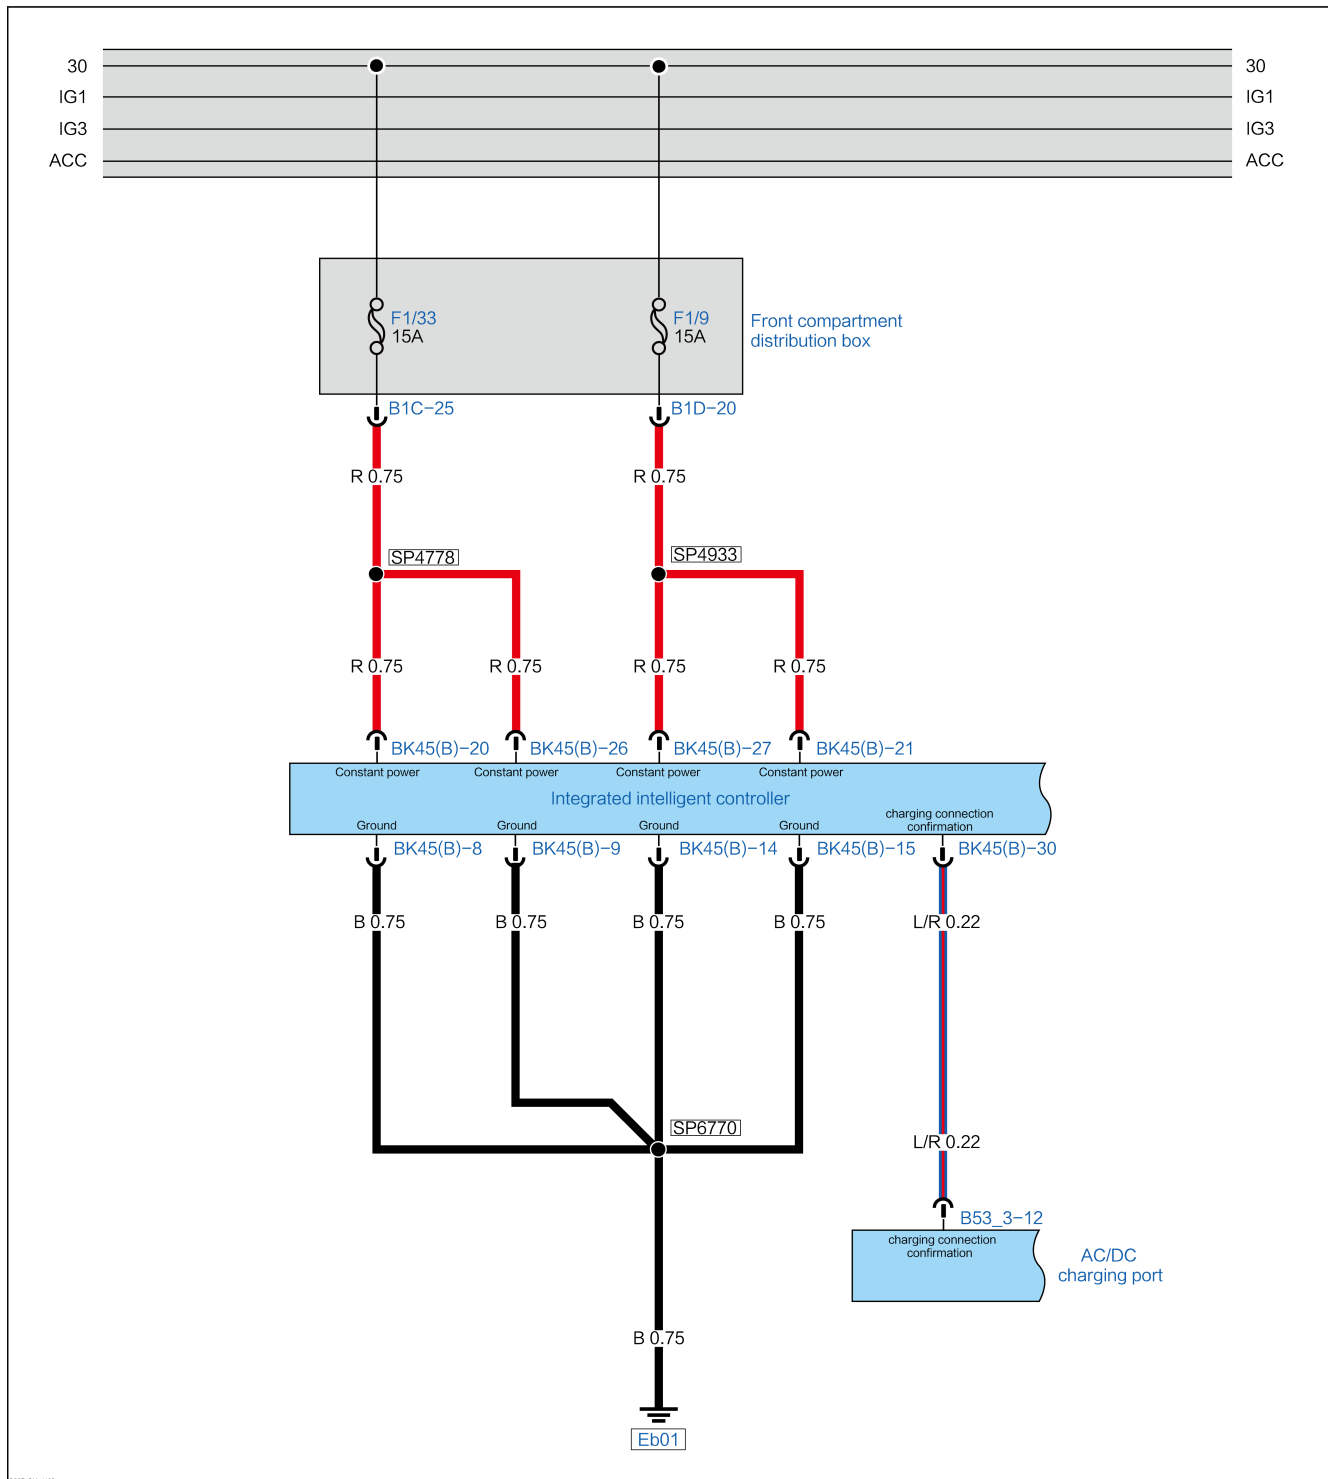 30
30
IG1
IG1
IG3
IG3
ACC
ACC
F1/33
15A
F1/9
15A
Front compartment
distribution box
B1C-25
B1D-20
R 0.75
R 0.75
SP4778
SP4933
R 0.75
R 0.75
R 0.75
R 0.75
BK45(B)-20
BK45(B)-26
BK45(B)-27
BK45(B)-21
Constant power
Constant power
Constant power
Constant power
Integrated intelligent controller
Ground
Ground
Ground
Ground
charging connection
confirmation
BK45(B)-8
BK45(B)-9
BK45(B)-14
BK45(B)-15
BK45(B)-30
B 0.75
B 0.75
B 0.75
B 0.75
L/R 0.22
SP6770
L/R 0.22
B53_3-12
charging connection
confirmation
AC/DC
charging port
B 0.75
Eb01